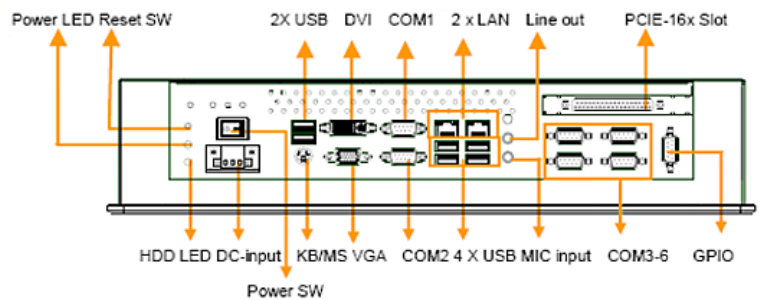 Power LED Reset SW 2X USB DVI COM1 2 x LAN Line out PCIE-16x Slot
HDD LED DC-input KB/MS VGA COM2 4 X USB MIC input COM3-6 GPIO
Power SW